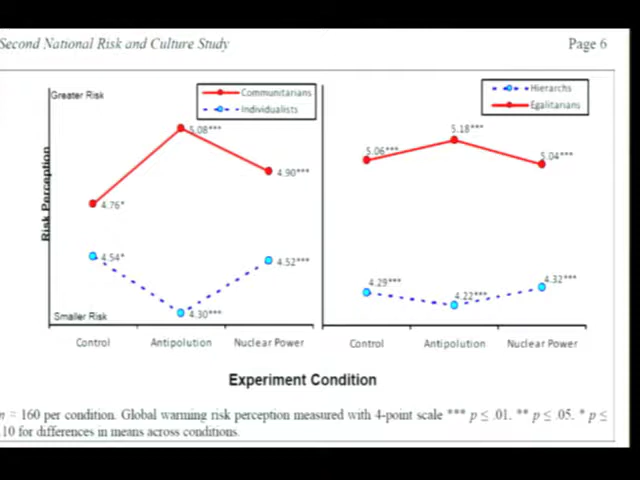 Second National Risk and Culture Study
Page 6
Greater Risk
Communitarians
Individualists
Hierarchs
Egalitarians
Risk Perception
5.08***
4.90***
4.76*
4.54*
4.52***
4.30***
5.06***
5.18***
5.04***
4.29***
4.22***
4.32***
Smaller Risk
Control
Antipolution
Nuclear Power
Control
Antipolution
Nuclear Power
Experiment Condition
n = 160 per condition. Global warming risk perception measured with 4-point scale *** p ≤ .01. ** p ≤ .05. * p ≤
.10 for differences in means across conditions.